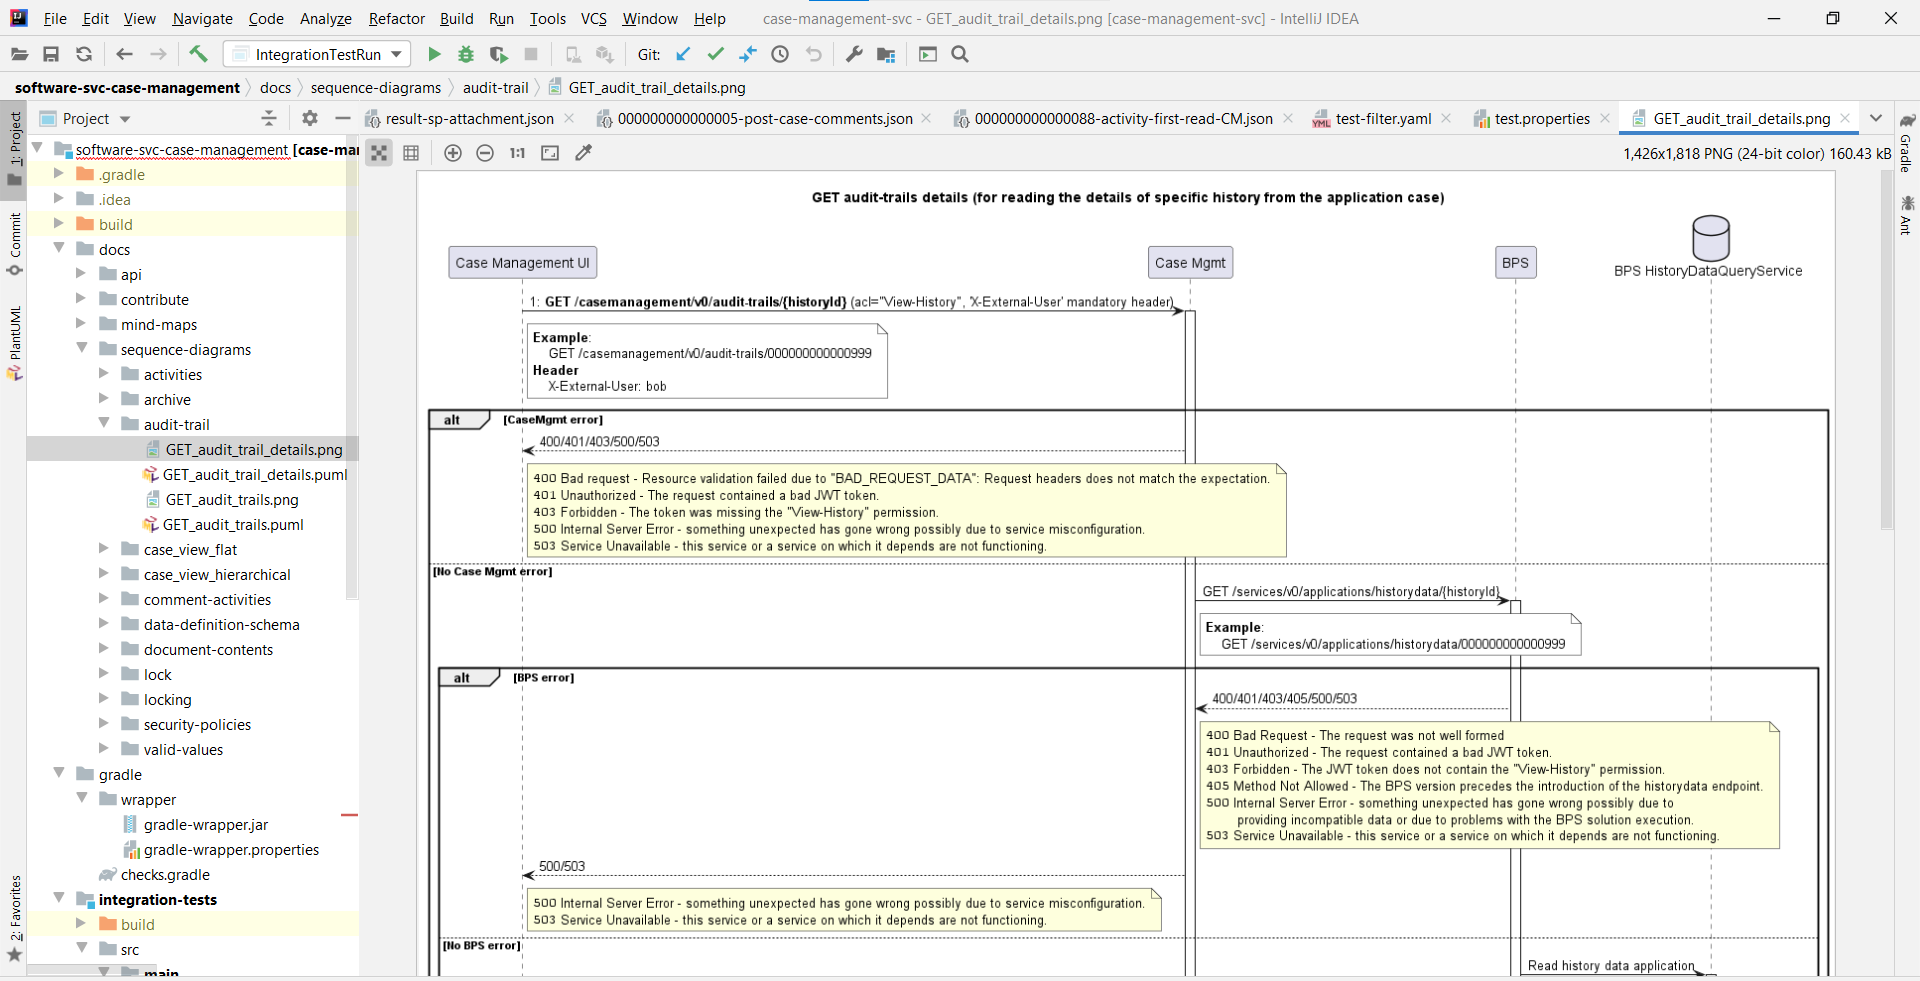 File Edit View Navigate Code Analyze Refactor Build Run Tools VCS Window Help case-management-svc - GET_audit_trail_details.png [case-management-svc] - IntelliJ IDEA
IntegrationTestRun Git:
software-svc-case-management docs sequence-diagrams audit-trail GET_audit_trail_details.png
Project
result-sp-attachment.json 000000000000005-post-case-comments.json 000000000000088-activity-first-read-CM.json test-filter.yaml test.properties GET_audit_trail_details.png
1:1 1,426x1,818 PNG (24-bit color) 160.43 kB
1: Project
Commit
PlantUML
2: Favorites
Gradle
Ant
software-svc-case-management [case-mar
.gradle
.idea
build
docs
api
contribute
mind-maps
sequence-diagrams
activities
archive
audit-trail
GET_audit_trail_details.png
GET_audit_trail_details.puml
GET_audit_trails.png
GET_audit_trails.puml
case_view_flat
case_view_hierarchical
comment-activities
data-definition-schema
document-contents
lock
locking
security-policies
valid-values
gradle
wrapper
gradle-wrapper.jar
gradle-wrapper.properties
checks.gradle
integration-tests
build
src
main
GET audit-trails details (for reading the details of specific history from the application case)
Case Management UI Case Mgmt BPS BPS HistoryDataQueryService
1: GET /casemanagement/v0/audit-trails/{historyId} (acl="View-History", 'X-External-User' mandatory header)
Example:
GET /casemanagement/v0/audit-trails/000000000000999
Header
X-External-User: bob
alt [CaseMgmt error]
400/401/403/500/503
400 Bad request - Resource validation failed due to "BAD_REQUEST_DATA": Request headers does not match the expectation.
401 Unauthorized - The request contained a bad JWT token.
403 Forbidden - The token was missing the "View-History" permission.
500 Internal Server Error - something unexpected has gone wrong possibly due to service misconfiguration.
503 Service Unavailable - this service or a service on which it depends are not functioning.
[No Case Mgmt error]
GET /services/v0/applications/historydata/{historyId}
Example:
GET /services/v0/applications/historydata/000000000000999
alt [BPS error]
400/401/403/405/500/503
400 Bad Request - The request was not well formed
401 Unauthorized - The request contained a bad JWT token.
403 Forbidden - The JWT token does not contain the "View-History" permission.
405 Method Not Allowed - The BPS version precedes the introduction of the historydata endpoint.
500 Internal Server Error - something unexpected has gone wrong possibly due to
providing incompatible data or due to problems with the BPS solution execution.
503 Service Unavailable - this service or a service on which it depends are not functioning.
500/503
500 Internal Server Error - something unexpected has gone wrong possibly due to service misconfiguration.
503 Service Unavailable - this service or a service on which it depends are not functioning.
[No BPS error]
Read history data application